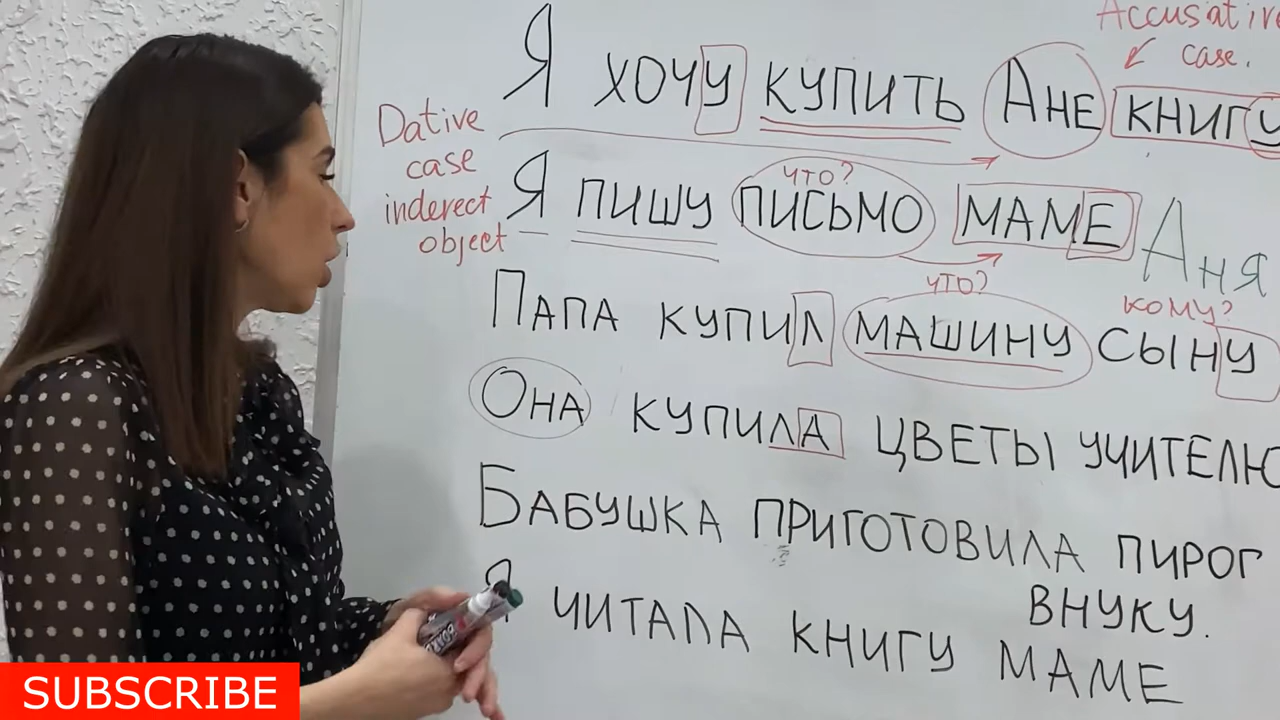 Accusative
case.
Я ХОЧУ КУПИТЬ АНЕ КНИГУ
Dative
case
inderect
object
ЧТО?
Я ПИШУ ПИСЬМО МАМЕ АНЯ
ЧТО?
КОМУ?
ПАПА КУПИЛ МАШИНУ СЫНУ
ОНА КУПИЛА ЦВЕТЫ УЧИТЕЛЮ
БАБУШКА ПРИГОТОВИЛА ПИРОГ
ВНУКУ.
Я ЧИТАЛА КНИГУ МАМЕ
SUBSCRIBE